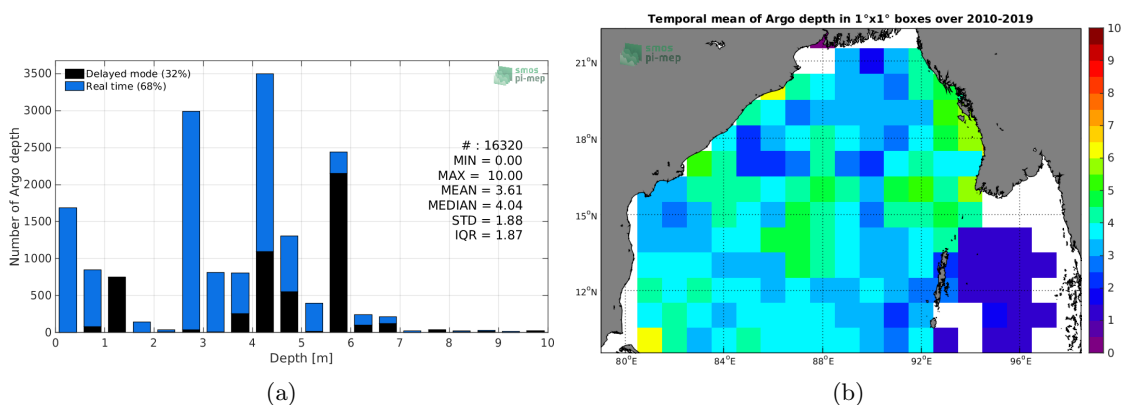 Delayed mode (32%)
Real time (68%)
smos
pi-mep
# : 16320
MIN = 0.00
MAX = 10.00
MEAN = 3.61
MEDIAN = 4.04
STD = 1.88
IQR = 1.87
Number of Argo depth
3500
3000
2500
2000
1500
1000
500
0
0 1 2 3 4 5 6 7 8 9 10
Depth [m]
(a)
Temporal mean of Argo depth in 1°x1° boxes over 2010-2019
smos
pi-mep
21°N
18°N
15°N
12°N
80°E 84°E 88°E 92°E 96°E
10
9
8
7
6
5
4
3
2
1
0
(b)